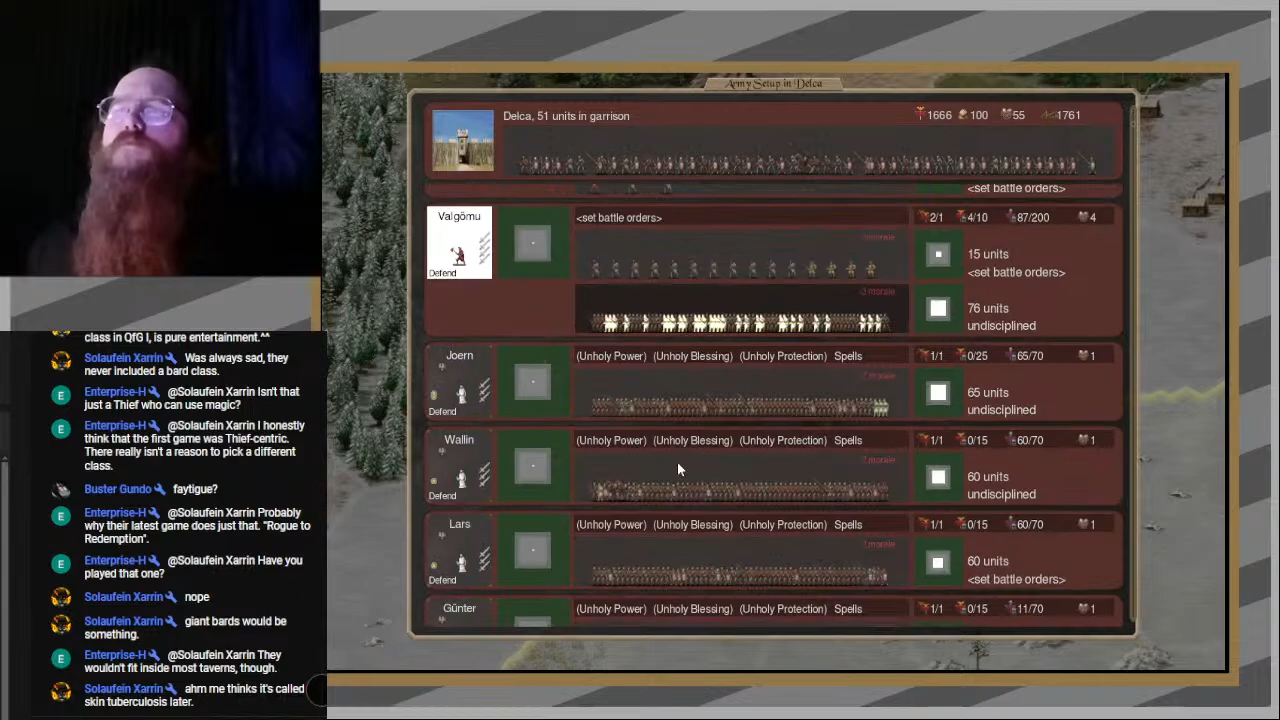 class in QfG I, is pure entertainment.^^
Solaufein Xarrin Was always sad, they
never included a bard class.
E
Enterprise-H @Solaufein Xarrin Isn't that
just a Thief who can use magic?
E
Enterprise-H @Solaufein Xarrin I honestly
think that the first game was Thief-centric.
There really isn't a reason to pick a different
class.
Buster Gundo faytigue?
E
Enterprise-H @Solaufein Xarrin Probably
why their latest game does just that. "Rogue to
Redemption".
E
Enterprise-H @Solaufein Xarrin Have you
played that one?
Solaufein Xarrin nope
Solaufein Xarrin giant bards would be
something.
E
Enterprise-H @Solaufein Xarrin They
wouldn't fit inside most taverns, though.
Solaufein Xarrin ahm me thinks it's called
skin tuberculosis later.
Army Setup in Delca
Delca, 51 units in garrison
1666 100 55 1761
<set battle orders>
Valgömu
Defend
<set battle orders>
2/1 4/10 87/200 4
15 units
<set battle orders>
76 units
undisciplined
Joern
Defend
(Unholy Power) (Unholy Blessing) (Unholy Protection) Spells
1/1 0/25 65/70 1
65 units
undisciplined
Wallin
Defend
(Unholy Power) (Unholy Blessing) (Unholy Protection) Spells
1/1 0/15 60/70 1
60 units
undisciplined
Lars
Defend
(Unholy Power) (Unholy Blessing) (Unholy Protection) Spells
1/1 0/15 60/70 1
60 units
<set battle orders>
Günter
(Unholy Power) (Unholy Blessing) (Unholy Protection) Spells
1/1 0/15 11/70 1